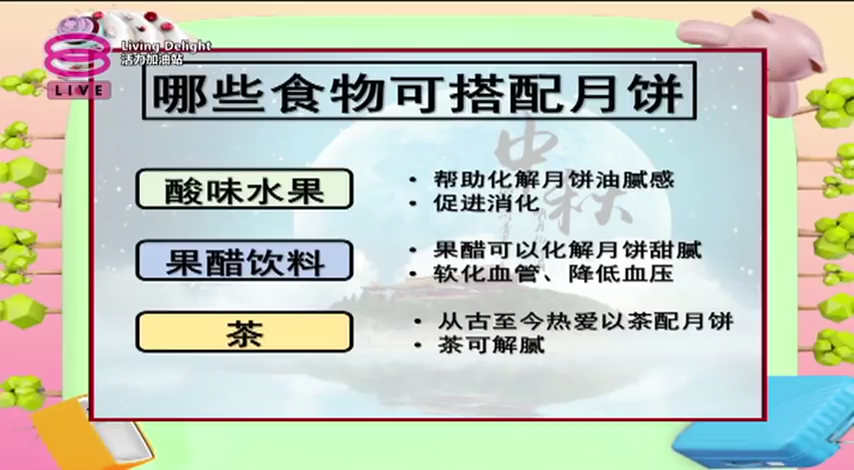 Living Delight
活力加油站
LIVE
哪些食物可搭配月饼
酸味水果
• 帮助化解月饼油腻感
• 促进消化
果醋饮料
• 果醋可以化解月饼甜腻
• 软化血管、降低血压
茶
• 从古至今热爱以茶配月饼
• 茶可解腻
中秋